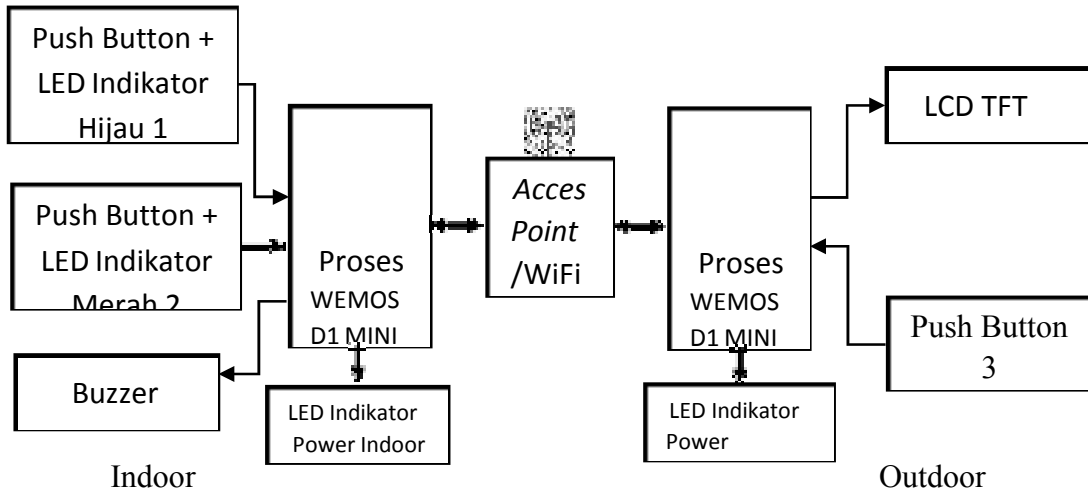 Push Button +
LED Indikator
Hijau 1
Push Button +
LED Indikator
Merah 2
Buzzer
Proses
WEMOS
D1 MINI
LED Indikator
Power Indoor
Acces
Point
/WiFi
Proses
WEMOS
D1 MINI
LED Indikator
Power
LCD TFT
Push Button
3
Indoor
Outdoor